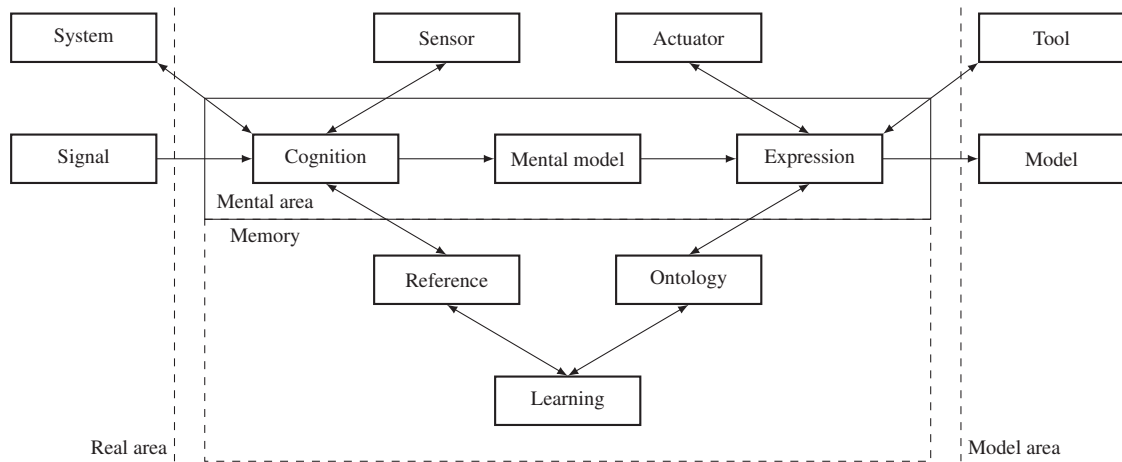 System
Sensor
Actuator
Tool
Signal
Cognition
Mental model
Expression
Model
Mental area
Memory
Reference
Ontology
Learning
Real area
Model area